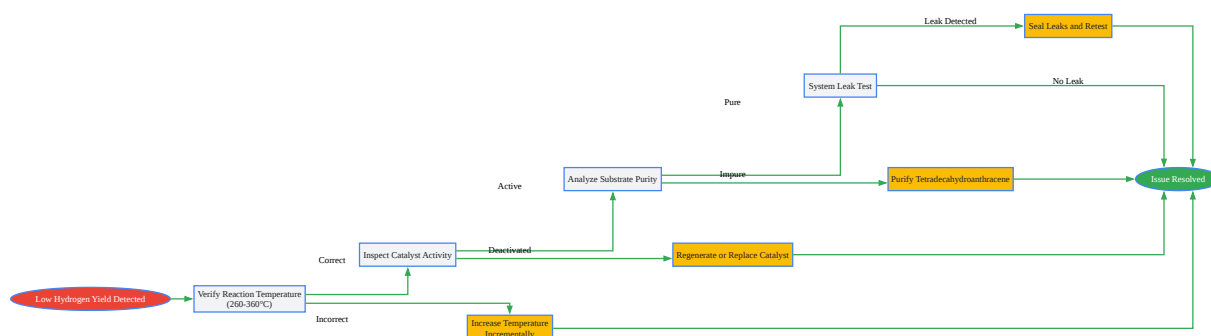 Leak Detected
Seal Leaks and Retest
System Leak Test
No Leak
Pure
Analyze Substrate Purity
Impure
Purify Tetradecahydroanthracene
Issue Resolved
Active
Inspect Catalyst Activity
Deactivated
Regenerate or Replace Catalyst
Correct
Low Hydrogen Yield Detected
Verify Reaction Temperature
(260-360°C)
Incorrect
Increase Temperature
Incrementally